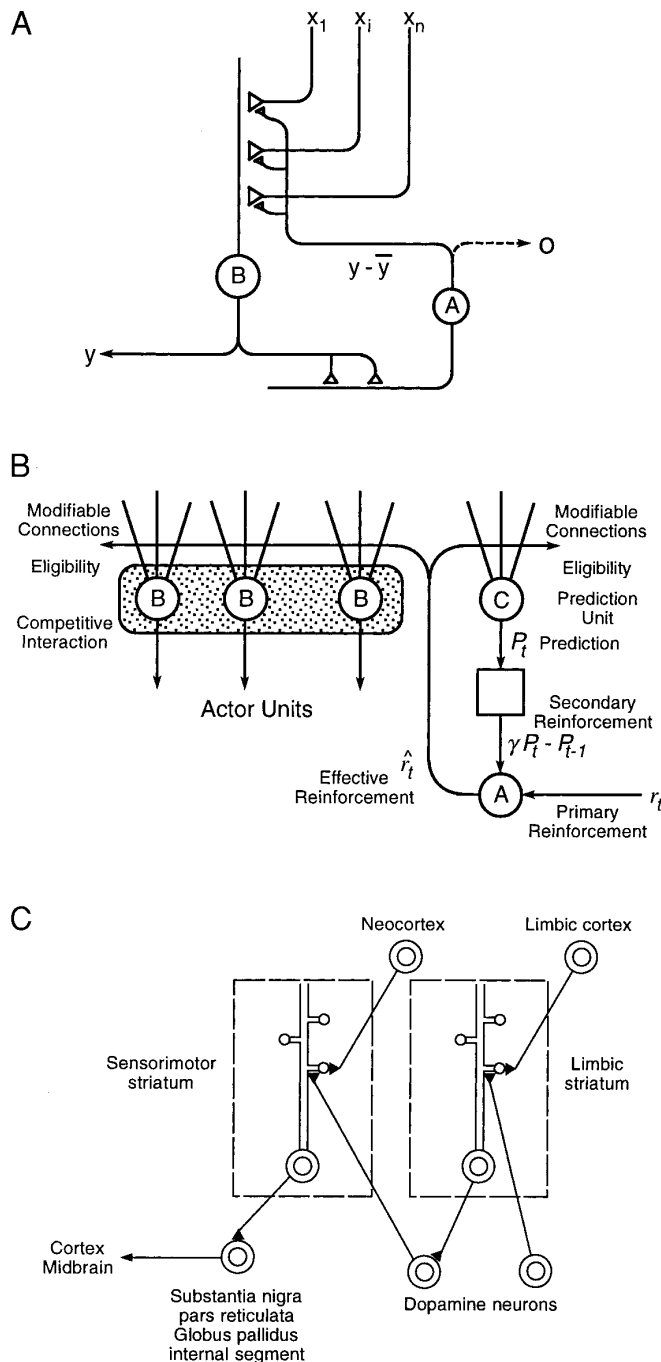 A
x1 xi xn
B
y - ȳ
O
A
y
B
Modifiable
Connections
Eligibility
Competitive
Interaction
B B B
Actor Units
C
Modifiable
Connections
Eligibility
Prediction
Unit
Pt Prediction
Secondary
Reinforcement
γPt - Pt-1
r̂t
Effective
Reinforcement
A
rt
Primary
Reinforcement
C
Neocortex
Limbic cortex
Sensorimotor
striatum
Limbic
striatum
Cortex
Midbrain
Substantia nigra
pars reticulata
Globus pallidus
internal segment
Dopamine neurons